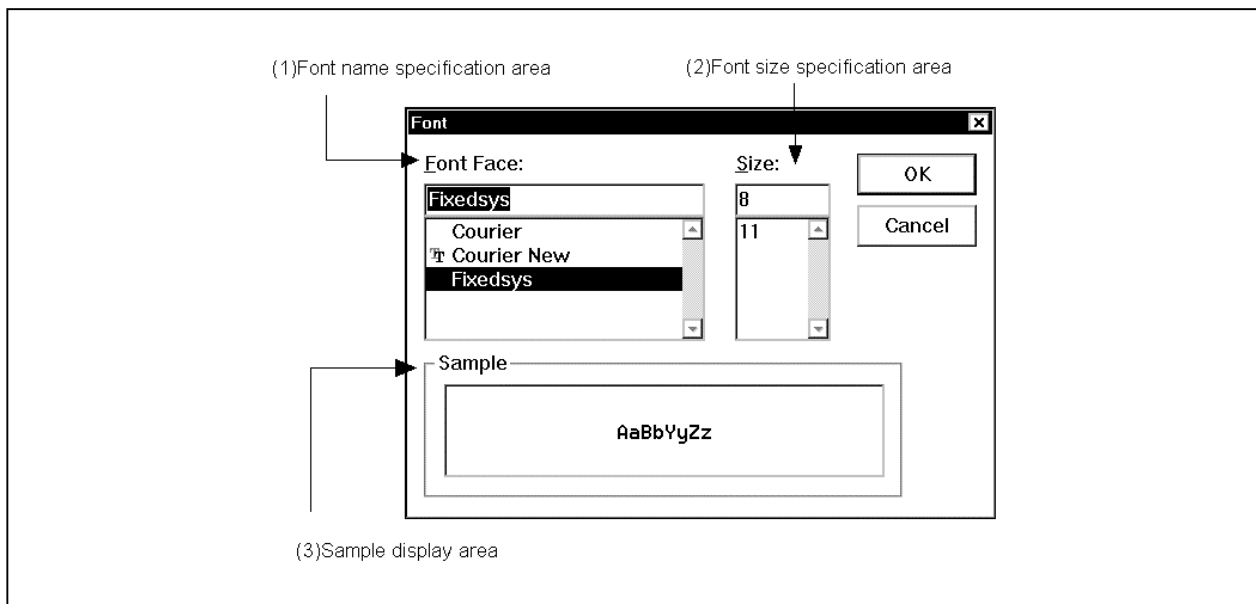 (1)Font name specification area
(2)Font size specification area
Font
Font Face:
Size:
OK
Fixedsys
8
Cancel
Courier
11
Courier New
Fixedsys
Sample
AaBbYyZz
(3)Sample display area